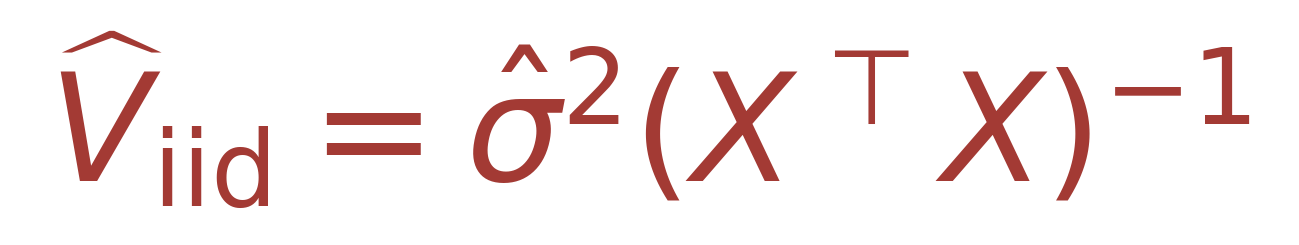 V̂_iid = σ̂²(X^⊤X)⁻¹